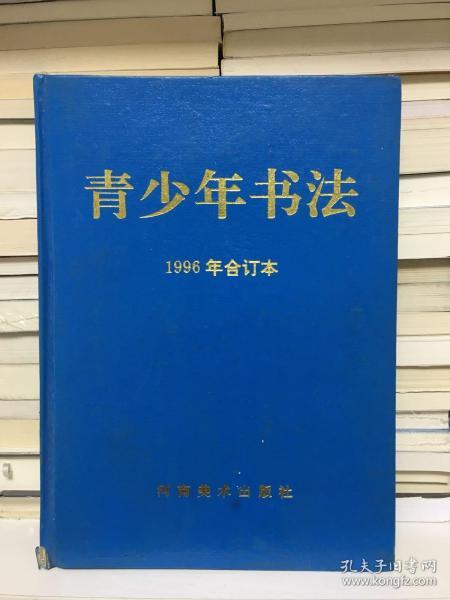 青少年书法
1996年合订本
河南美术出版社
孔夫子旧书网
kongfz.com